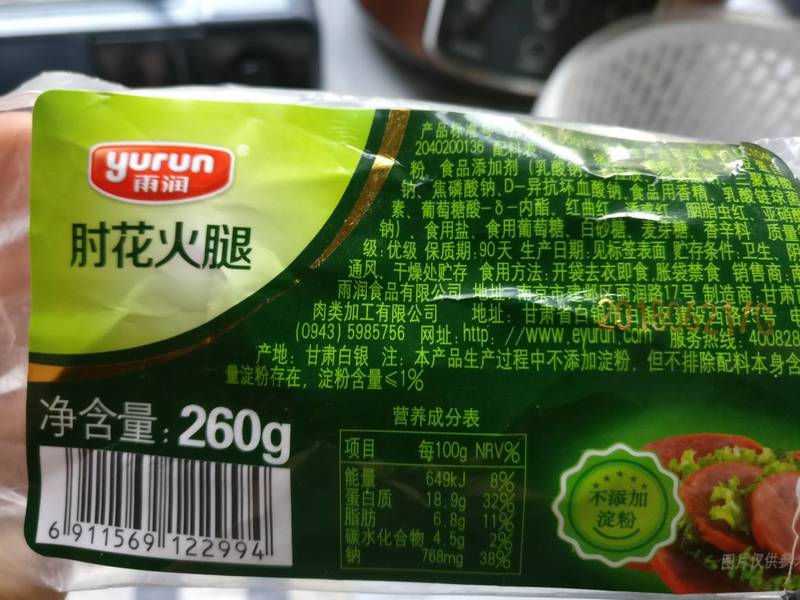 yurun
雨润
肘花火腿
产品标准号
2040200136 配料表
粉 食品添加剂 (乳酸钠
钠、焦磷酸钠、D-异抗坏血酸钠、食品用香精、乳酸链球菌
素、葡萄糖酸-δ-内酯、红曲红、胭脂虫红、亚硝酸
钠) 食用盐、食用葡萄糖、白砂糖、麦芽糖、香辛料 质量
级:优级 保质期:90天 生产日期:见标签表面 贮存条件:卫生、阴
通风、干燥处贮存 食用方法:开袋去衣即食,胀袋禁食 销售商:南
雨润食品有限公司 地址: 雨润路17号 制造商:甘肃
肉类加工有限公司 地址:甘肃省白银
(0943) 5985756 网址:http://www.eyurun.com 服务热线:400828
产地: 甘肃白银 注: 本产品生产过程中不添加淀粉, 但不排除配料本身含
量淀粉存在, 淀粉含量≤1%
净含量: 260g
营养成分表
项目 每100g NRV%
能量 649kJ 8%
蛋白质 18.9g 32%
脂肪 6.8g 11%
碳水化合物 4.5g 2%
钠 768mg 38%
6 911569 122994
不添加
淀粉
图片仅供参